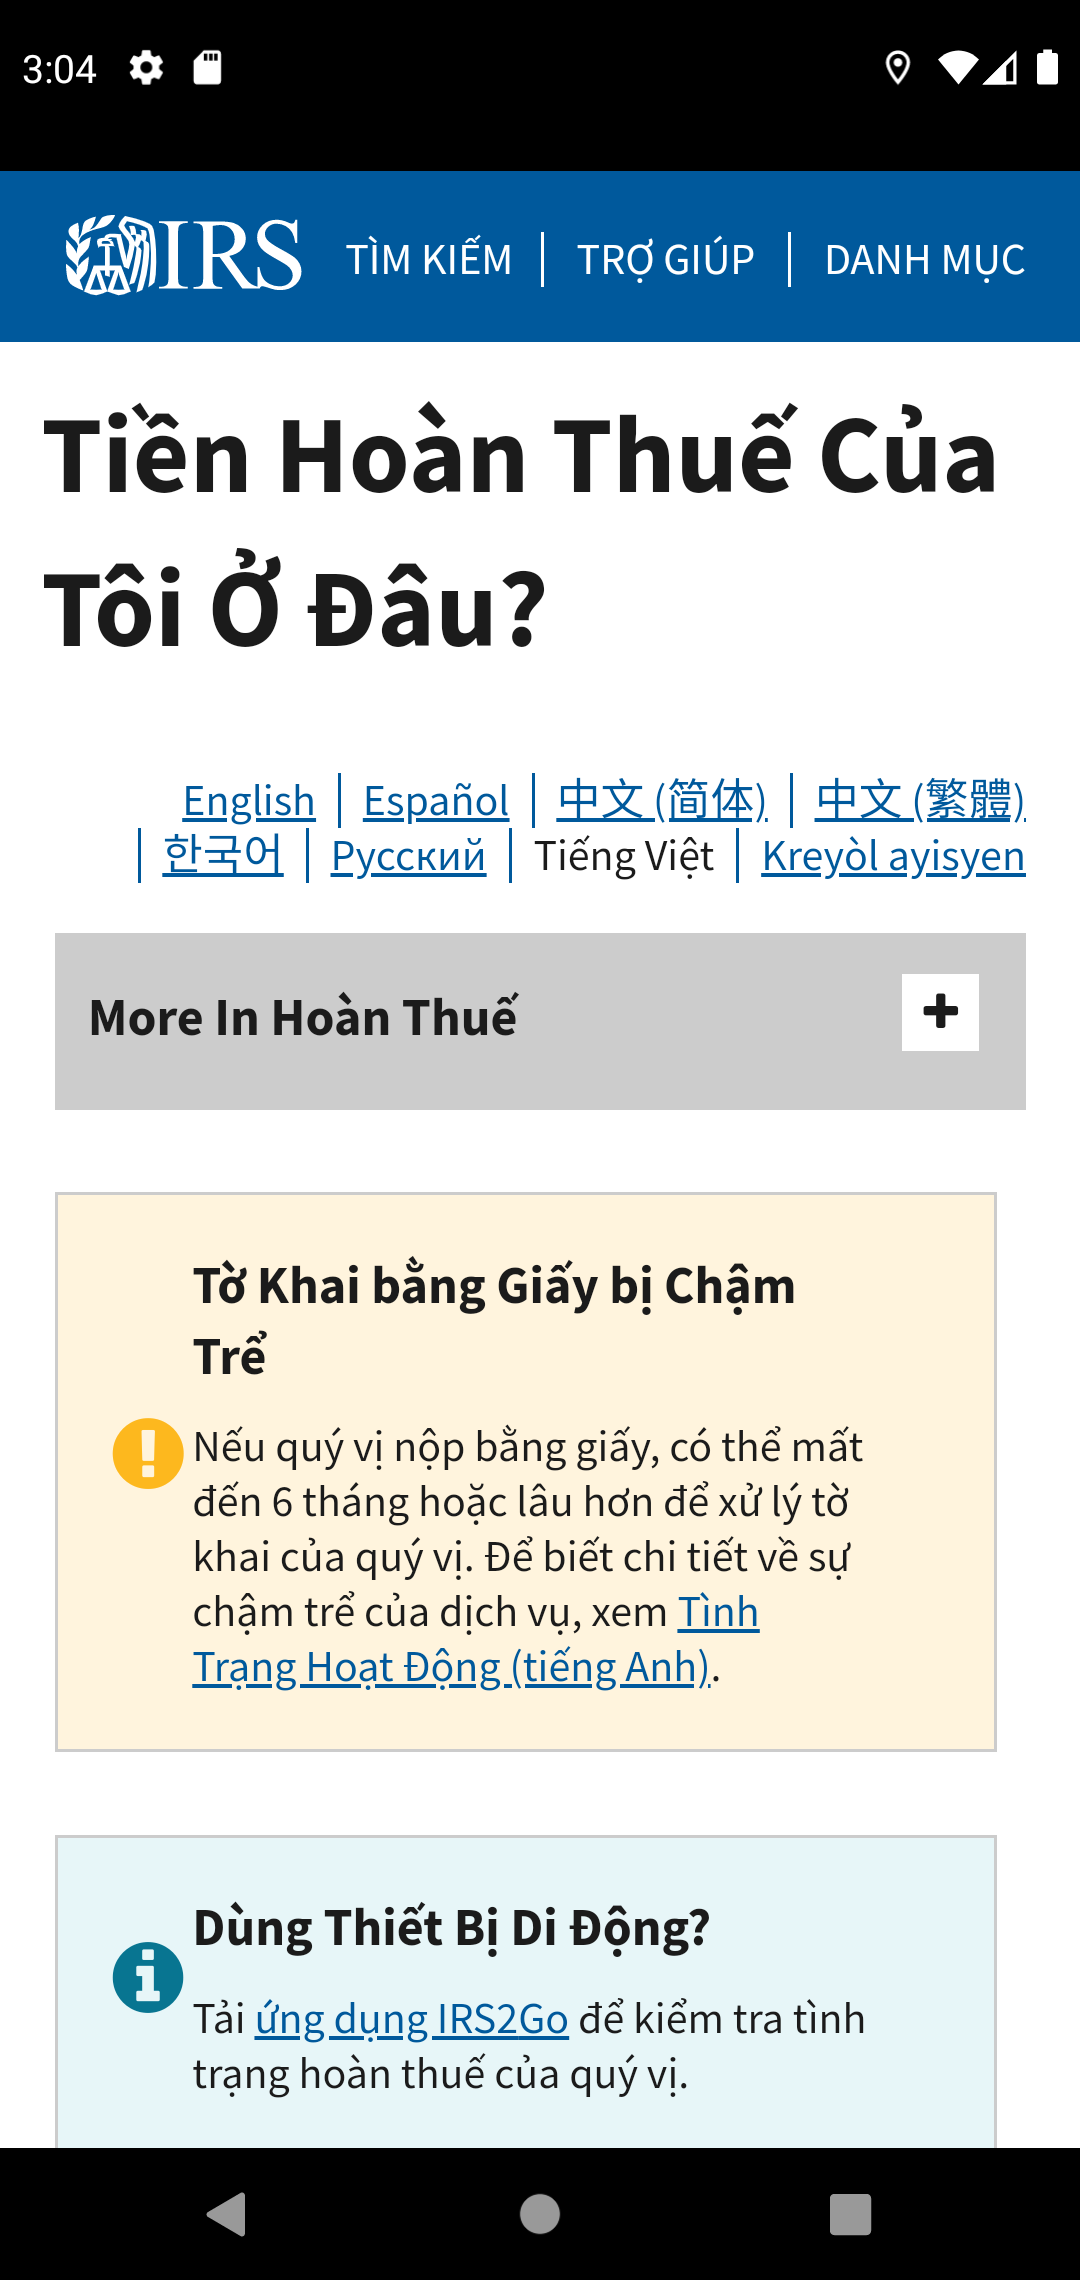 3:04
IRS
TÌM KIẾM
TRỢ GIÚP
DANH MỤC
Tiền Hoàn Thuế Của
Tôi Ở Đâu?
English
Español
中文 (简体)
中文 (繁體)
한국어
Русский
Tiếng Việt
Kreyòl ayisyen
More In Hoàn Thuế
Tờ Khai bằng Giấy bị Chậm
Trể
Nếu quý vị nộp bằng giấy, có thể mất
đến 6 tháng hoặc lâu hơn để xử lý tờ
khai của quý vị. Để biết chi tiết về sự
chậm trể của dịch vụ, xem Tình
Trạng Hoạt Động (tiếng Anh).
Dùng Thiết Bị Di Động?
Tải ứng dụng IRS2Go để kiểm tra tình
trạng hoàn thuế của quý vị.